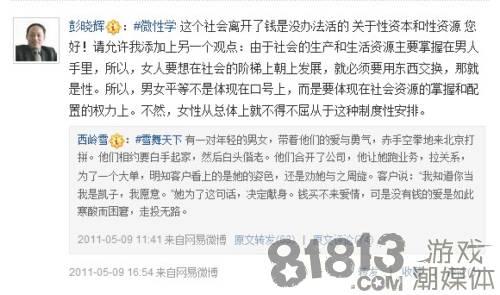 彭晓辉：#微性学 这个社会离开了钱是没办法活的 关于性资本和性资源 您
好！请允许我添加上另一个观点：由于社会的生产和生活资源主要掌握在男人
手里，所以，女人要想在社会的阶梯上朝上发展，就必须要用东西交换，那就
是性。所以，男女平等不是体现在口号上，而是要体现在社会资源的掌握和配
置的权力上。不然，女性从总体上就不得不屈从于这种制度性安排。
西岭雪：#雪舞天下 有一对年轻的男女，带着他们的爱与勇气，赤手空拳地来北京打
拼。他们相约要白手起家，然后白头偕老。他们合开了公司，他让她跑业务，拉关系，
为了一个大单，明知客户看上的是她的姿色，还是劝她与之周旋。客户说：“我知道你当
我是凯子，我愿意。”她为了这句话，决定献身。钱买不来爱情，可是没有钱的爱是如此
寒酸而困窘，走投无路。
2011-05-09 11:41 来自网易微博 原文转发 原文评论
2011-05-09 16:54 来自网易微博
81813 游戏
潮媒体